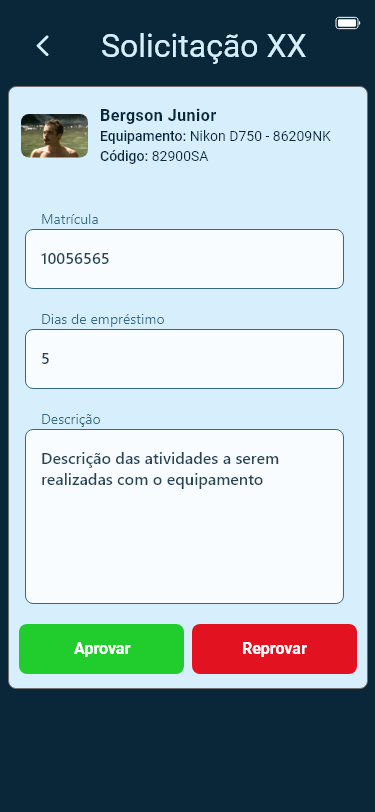 Solicitação XX
Bergson Junior
Equipamento: Nikon D750 - 86209NK
Código: 82900SA
Matrícula
10056565
Dias de empréstimo
5
Descrição
Descrição das atividades a serem
realizadas com o equipamento
Aprovar
Reprovar